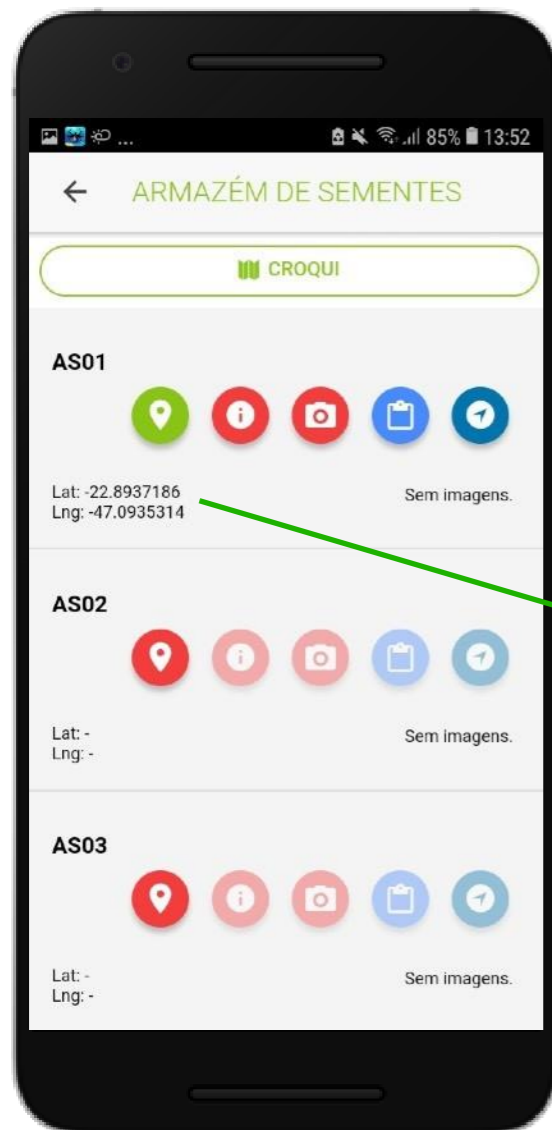 ... 85% 13:52
ARMAZÉM DE SEMENTES
CROQUI
AS01
Lat: -22.8937186
Lng: -47.0935314
Sem imagens.
AS02
Lat: -
Lng: -
Sem imagens.
AS03
Lat: -
Lng: -
Sem imagens.